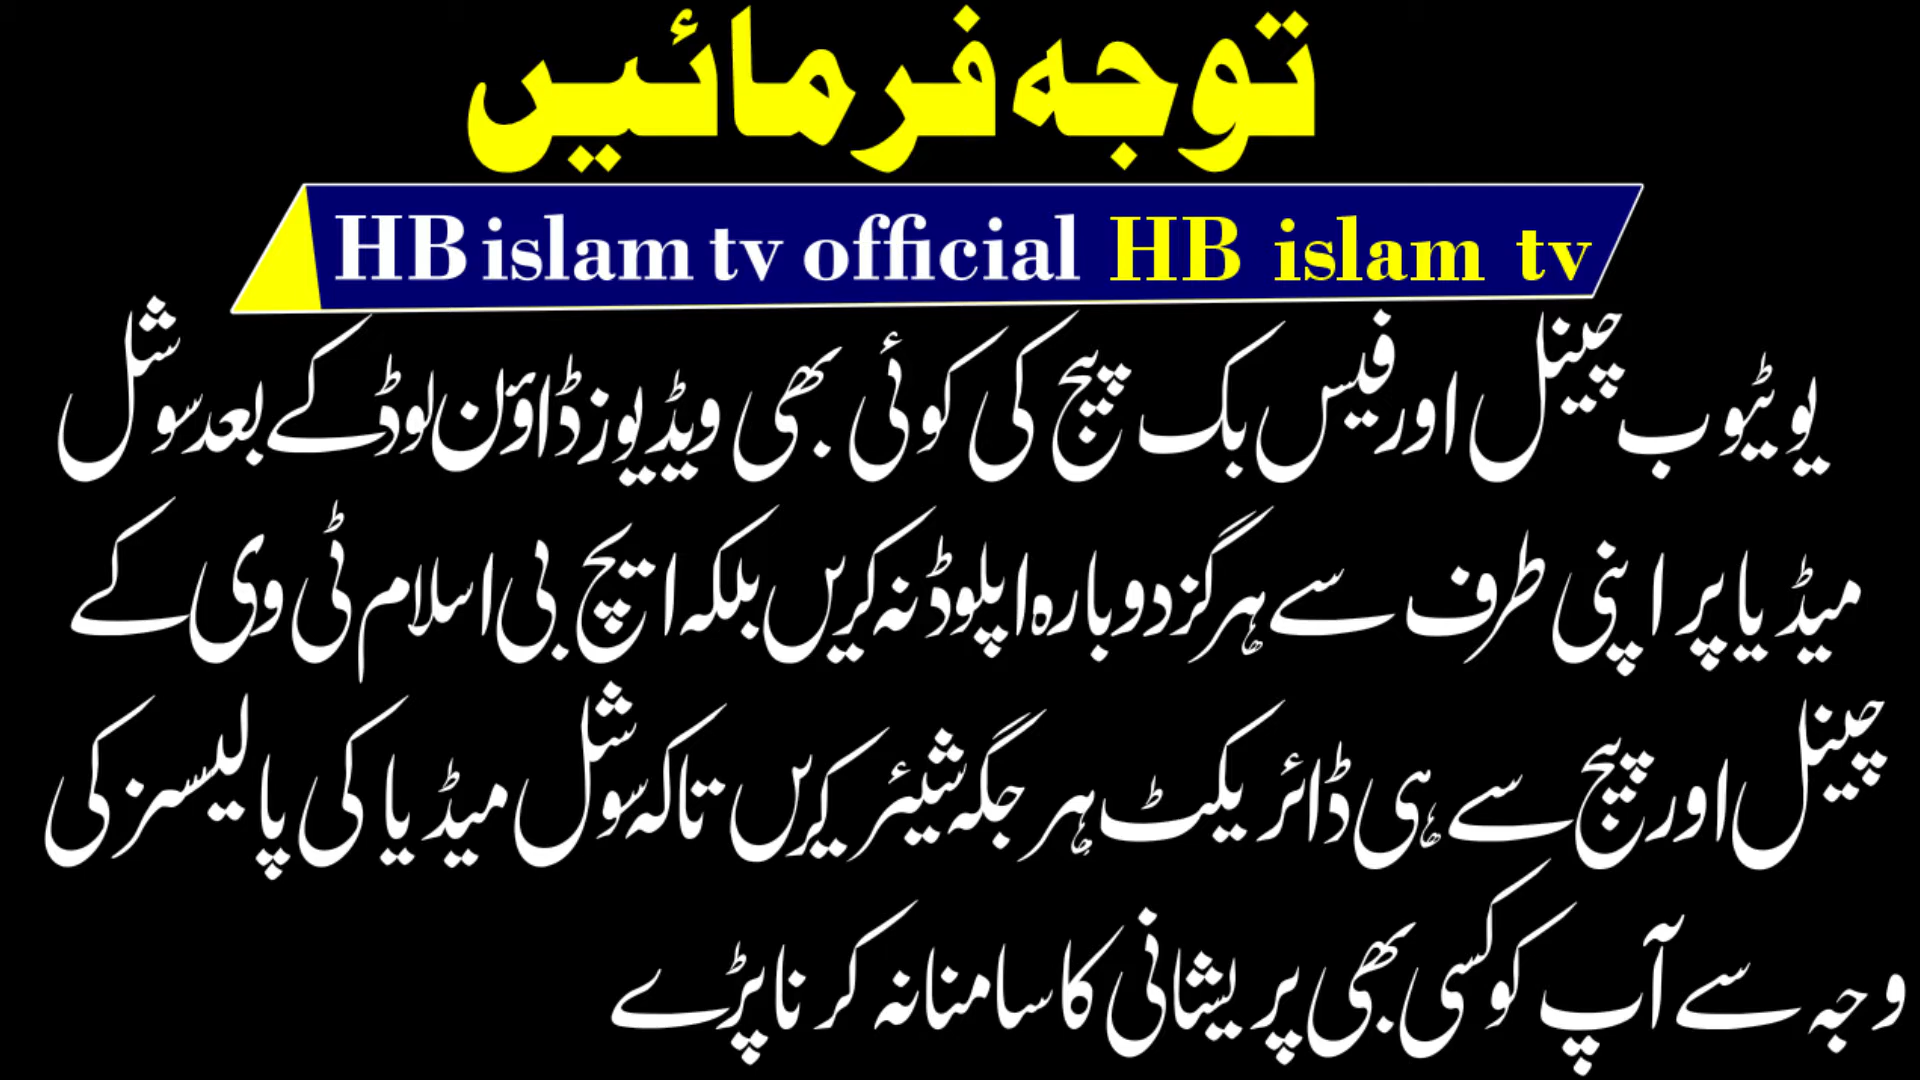 توجہ فرمائیں
HB islam tv official HB islam tv
یوٹیوب چینل اور فیس بک پیج کی کوئی بھی ویڈیوز ڈاؤن لوڈ کے بعد سوشل
میڈیا پر اپنی طرف سے ہرگز دوبارہ اپلوڈ نہ کریں بلکہ ایچ بی اسلام ٹی وی کے
چینل اور پیج سے ہی ڈائریکٹ ہر جگہ شیئر کریں تاکہ سوشل میڈیا کی پالیسز کی
وجہ سے آپ کو کسی بھی پریشانی کا سامنا نہ کرنا پڑے